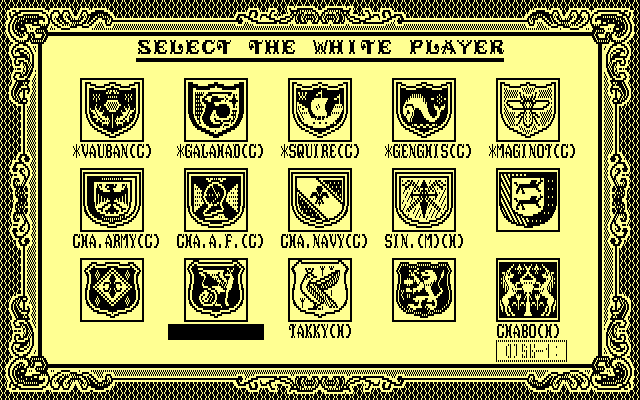 SELECT THE WHITE PLAYER
*VAUBAN(C) *GALAHAD(C) *SQUIRE(C) *GENGHIS(C) *MAGINOT(C)
CHA.ARMY(C) CHA.A.F.(C) CHA.NAVY(C) SIN.(M)(H)
TAKKY(H) CHABO(H)
DISK-1: